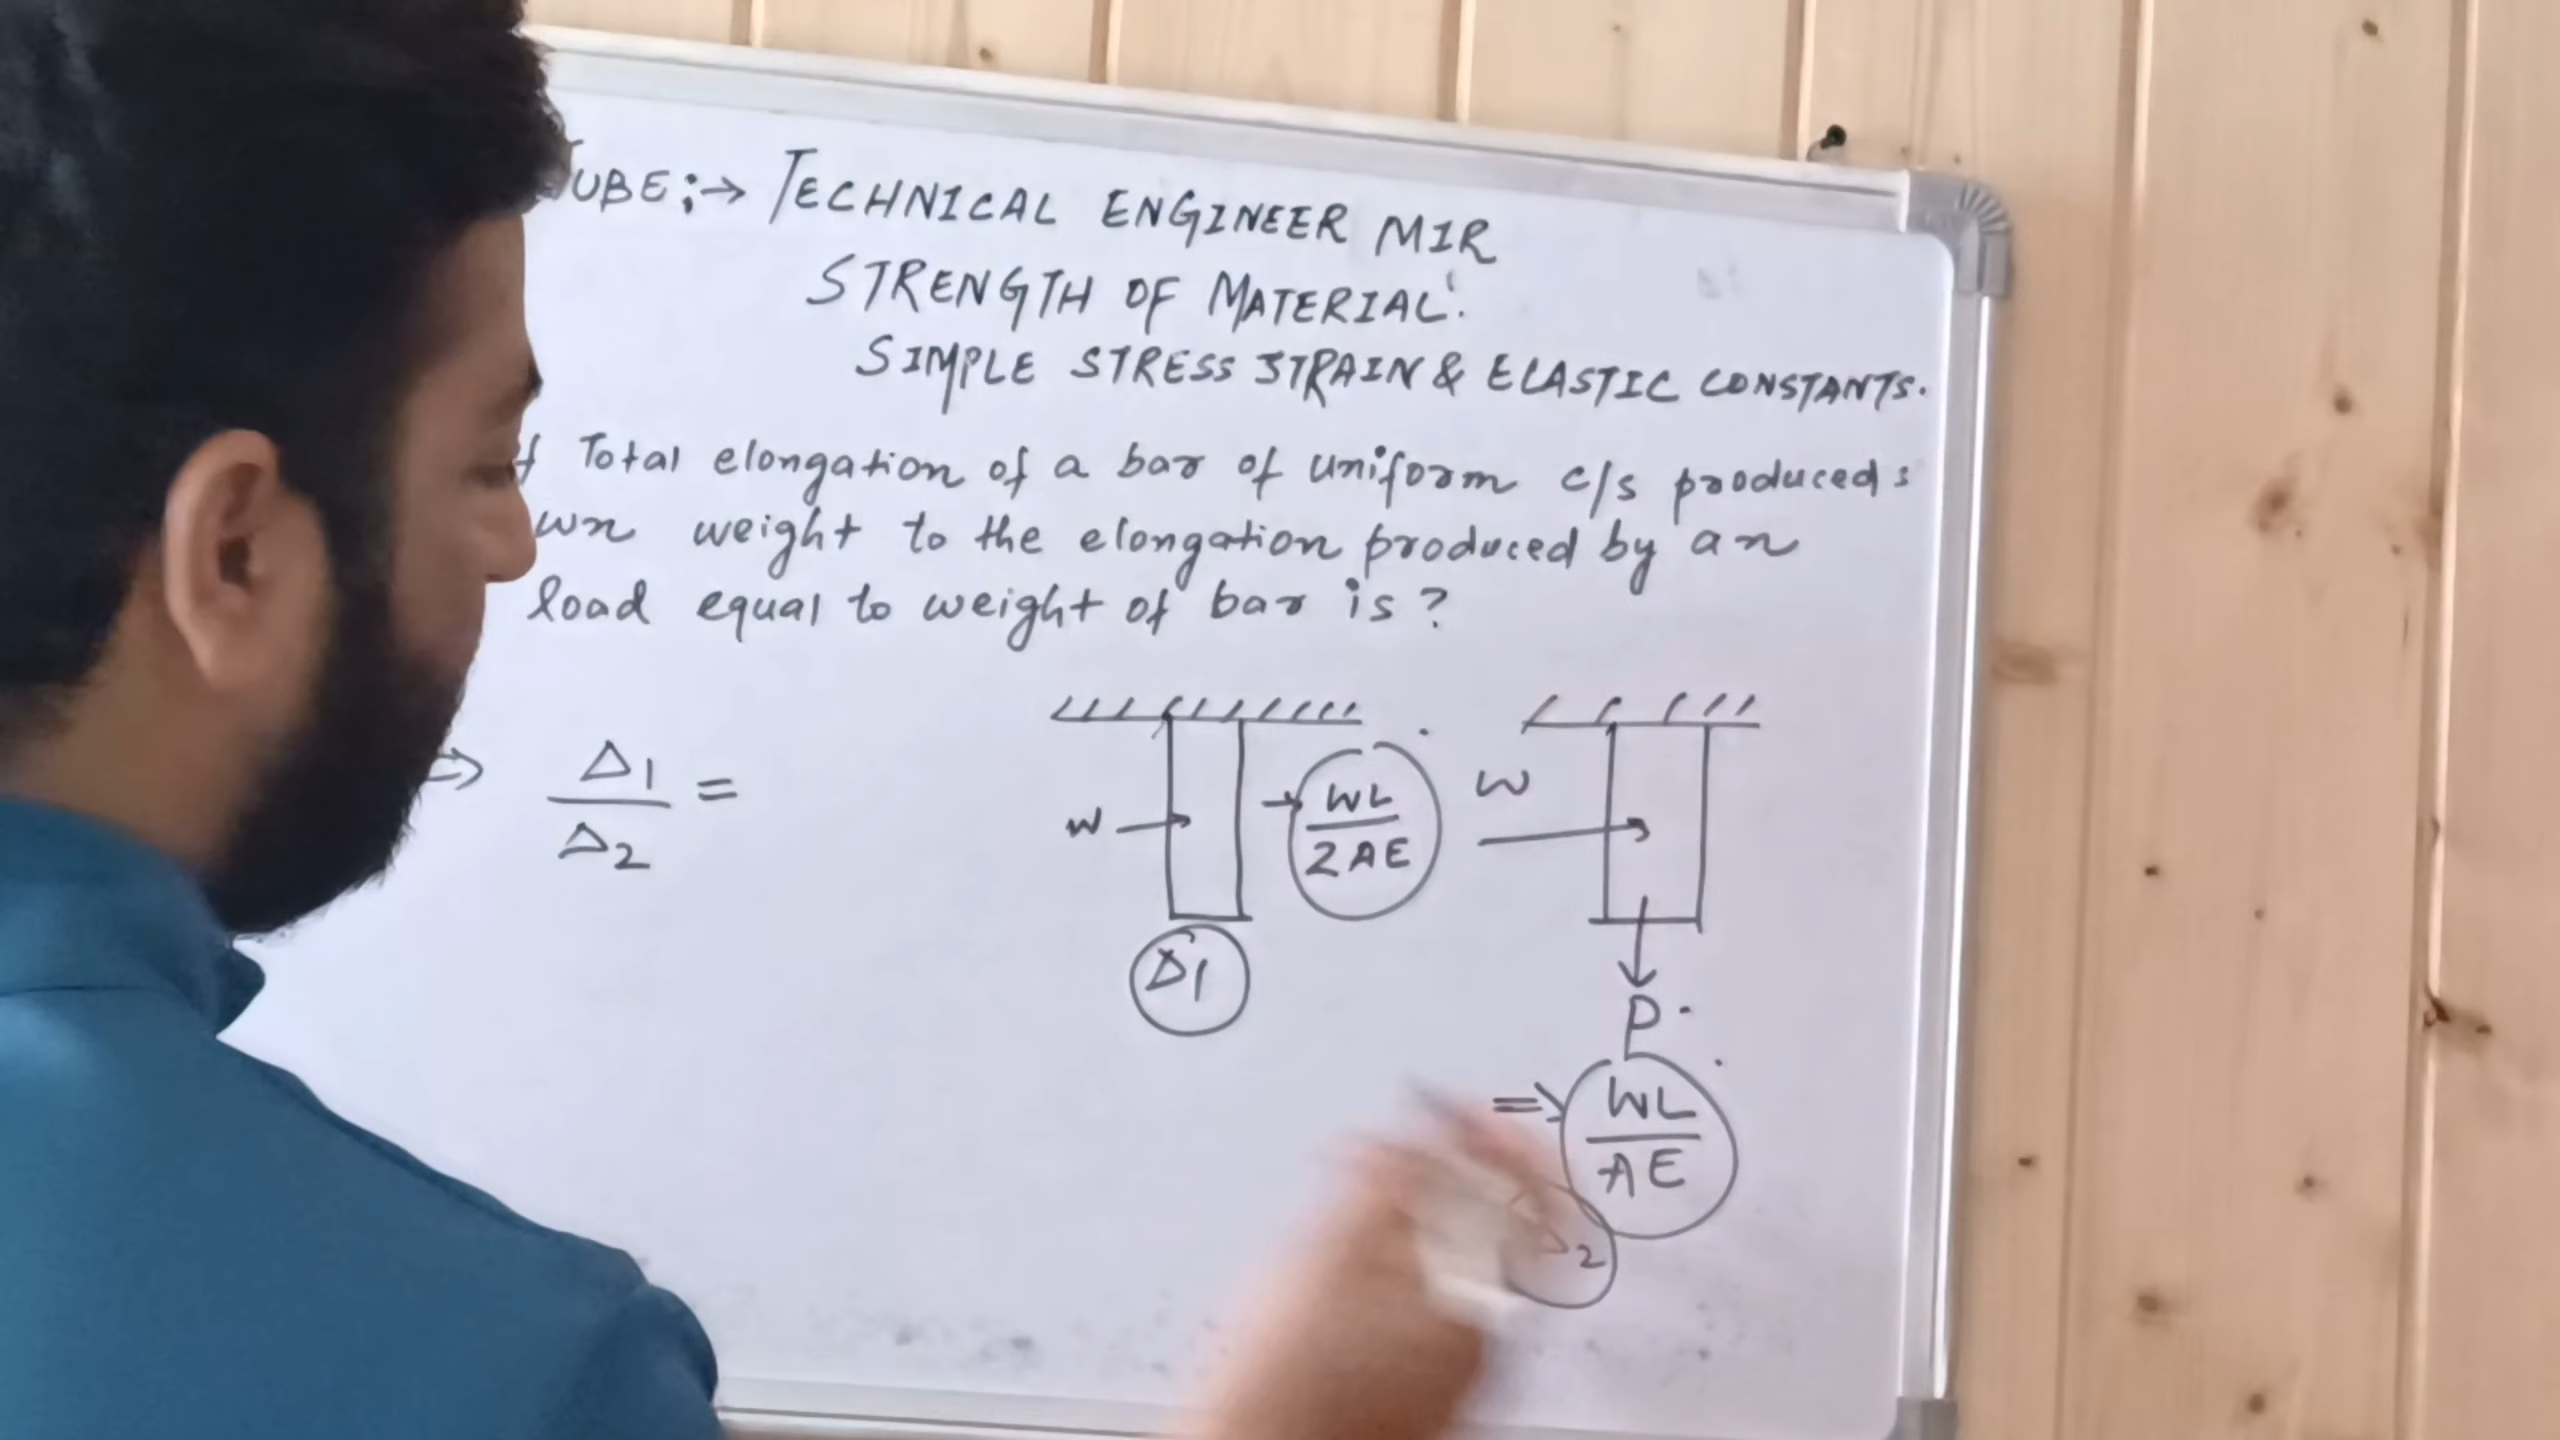 TUBE:→ TECHNICAL ENGINEER MIR
STRENGTH OF MATERIAL.
SIMPLE STRESS STRAIN & ELASTIC CONSTANTS.
f Total elongation of a bar of uniform c/s produced
wn weight to the elongation produced by an
load equal to weight of bar is?
⇒ Δ1 / Δ2 =
W → → WL / 2AE
Δ1
W →
P.
⇒ WL / AE
Δ2